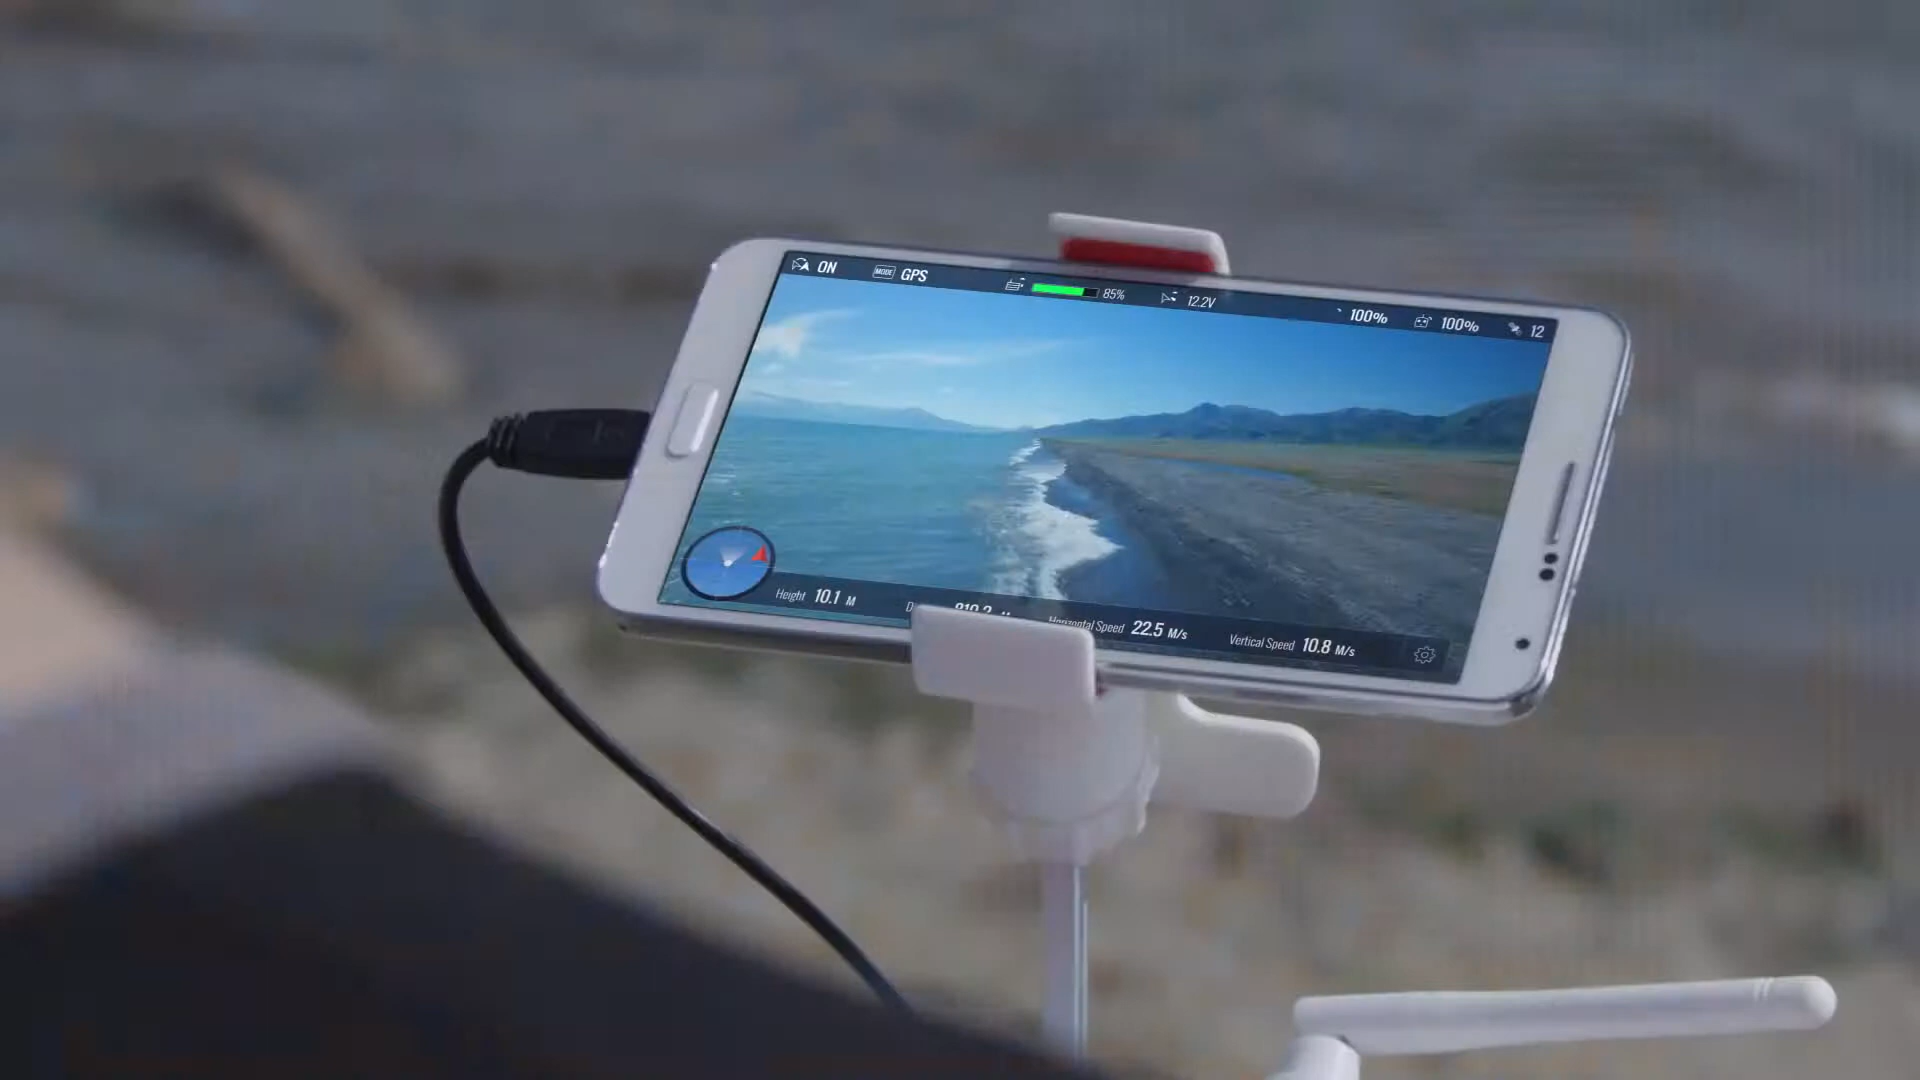 ON MODE GPS 85% 12.2V 100% 100% 12
Height 10.1 M Horizontal Speed 22.5 M/s Vertical Speed 10.8 M/s